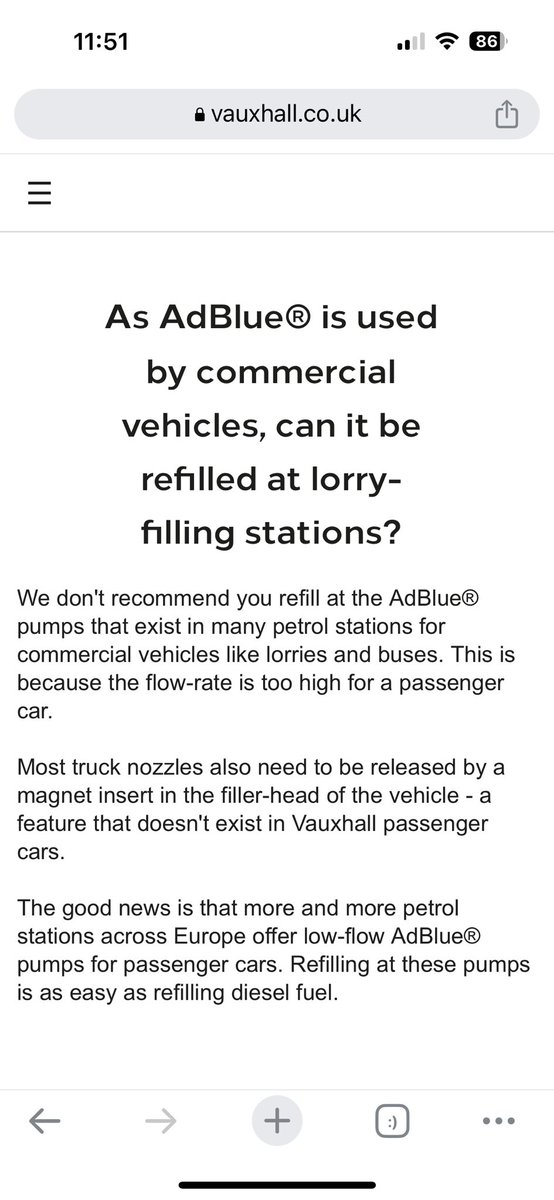 11:51
86
vauxhall.co.uk
As AdBlue® is used
by commercial
vehicles, can it be
refilled at lorry-
filling stations?
We don't recommend you refill at the AdBlue®
pumps that exist in many petrol stations for
commercial vehicles like lorries and buses. This is
because the flow-rate is too high for a passenger
car.
Most truck nozzles also need to be released by a
magnet insert in the filler-head of the vehicle - a
feature that doesn't exist in Vauxhall passenger
cars.
The good news is that more and more petrol
stations across Europe offer low-flow AdBlue®
pumps for passenger cars. Refilling at these pumps
is as easy as refilling diesel fuel.
:)